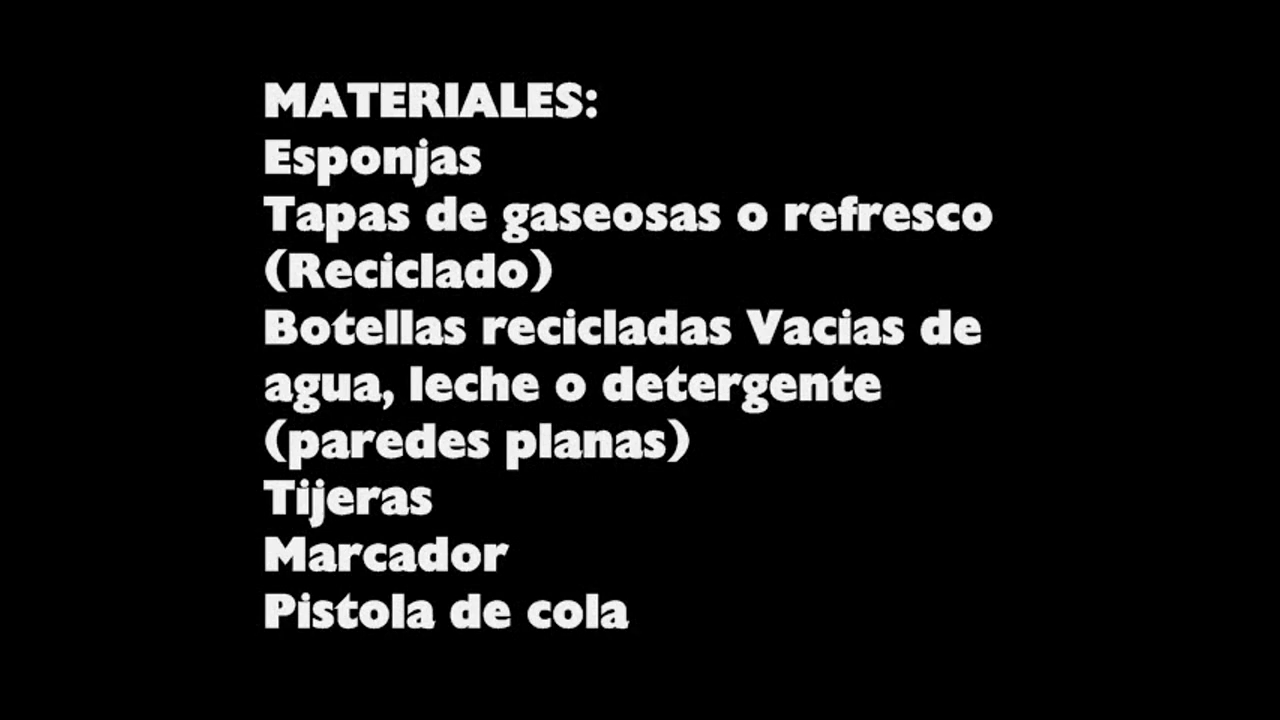 MATERIALES:
Esponjas
Tapas de gaseosas o refresco
(Reciclado)
Botellas recicladas Vacias de
agua, leche o detergente
(paredes planas)
Tijeras
Marcador
Pistola de cola